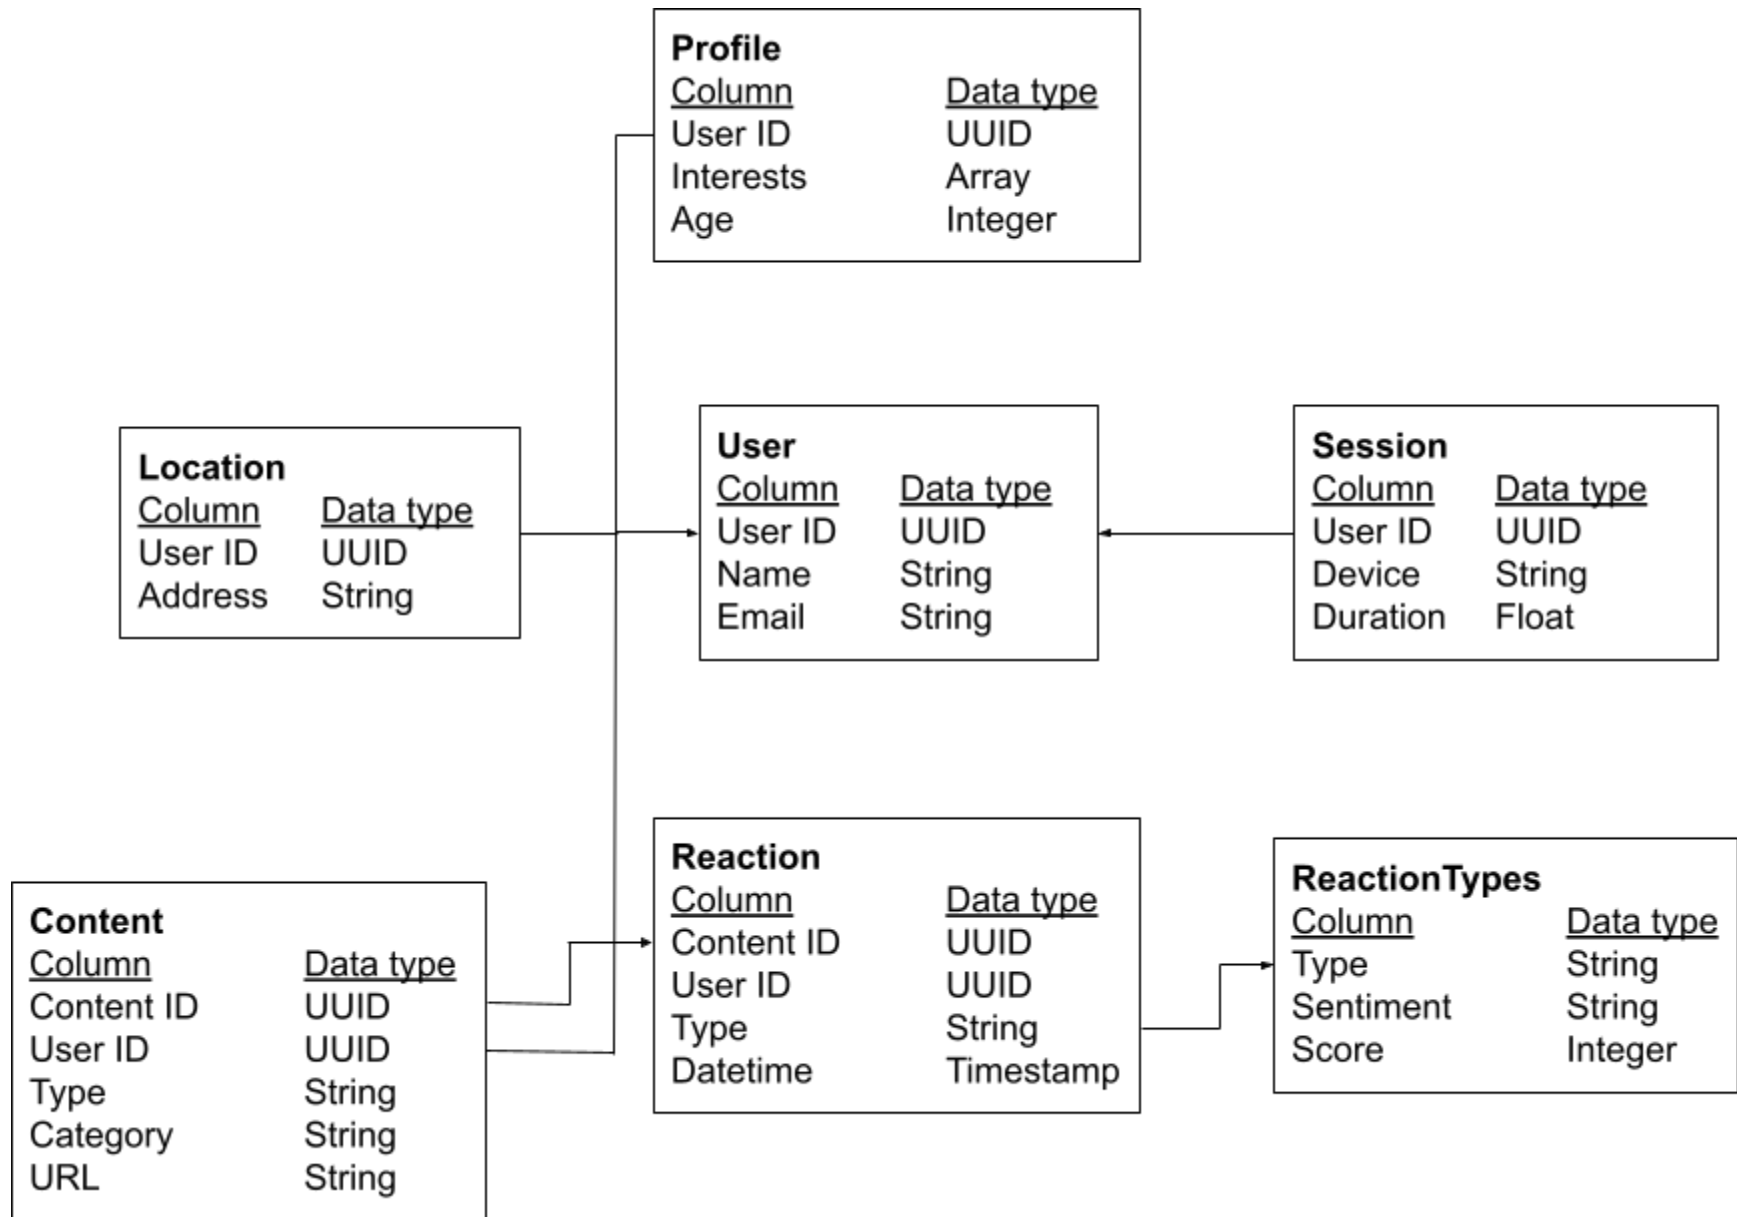 Profile
Column Data type
User ID UUID
Interests Array
Age Integer
Location
Column Data type
User ID UUID
Address String
User
Column Data type
User ID UUID
Name String
Email String
Session
Column Data type
User ID UUID
Device String
Duration Float
Content
Column Data type
Content ID UUID
User ID UUID
Type String
Category String
URL String
Reaction
Column Data type
Content ID UUID
User ID UUID
Type String
Datetime Timestamp
ReactionTypes
Column Data type
Type String
Sentiment String
Score Integer